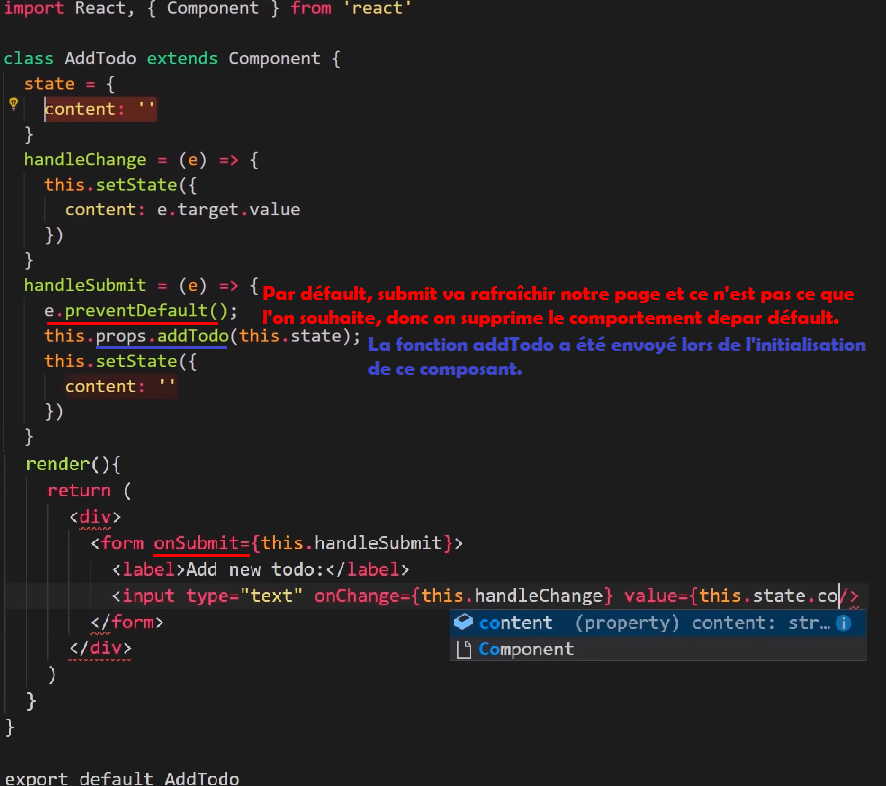 import React, { Component } from 'react'
class AddTodo extends Component {
state = {
content: ''
}
handleChange = (e) => {
this.setState({
content: e.target.value
})
}
handleSubmit = (e) => {
Par défault, submit va rafraîchir notre page et ce n'est pas ce que
e.preventDefault();
l'on souhaite, donc on supprime le comportement depar défault.
this.props.addTodo(this.state);
La fonction addTodo a été envoyé lors de l'initialisation
this.setState({
de ce composant.
content: ''
})
}
render(){
return (
<div>
<form onSubmit={this.handleSubmit}>
<label>Add new todo:</label>
<input type="text" onChange={this.handleChange} value={this.state.co/>
</form>
content (property) content: str...
</div>
Component
)
}
}
export default AddTodo